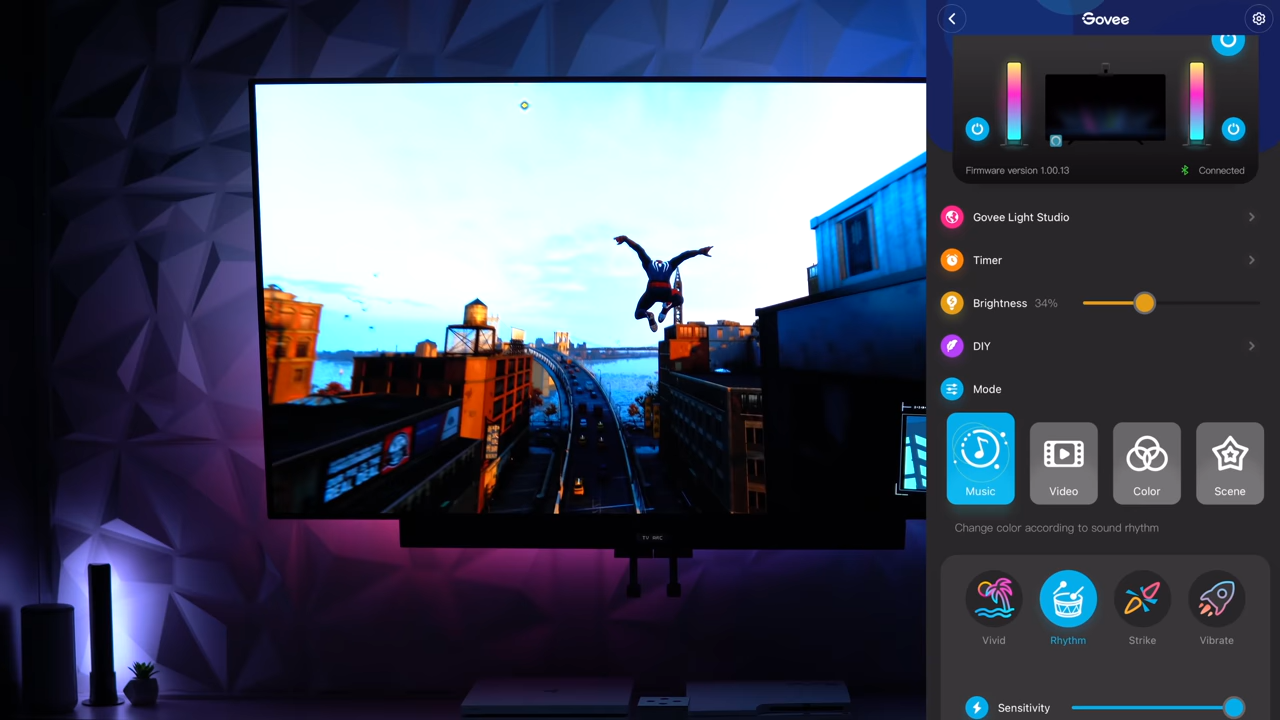 Govee
Firmware version 1.00.13
Connected
Govee Light Studio
Timer
Brightness 34%
DIY
Mode
Music
Video
Color
Scene
Change color according to sound rhythm
Vivid
Rhythm
Strike
Vibrate
Sensitivity